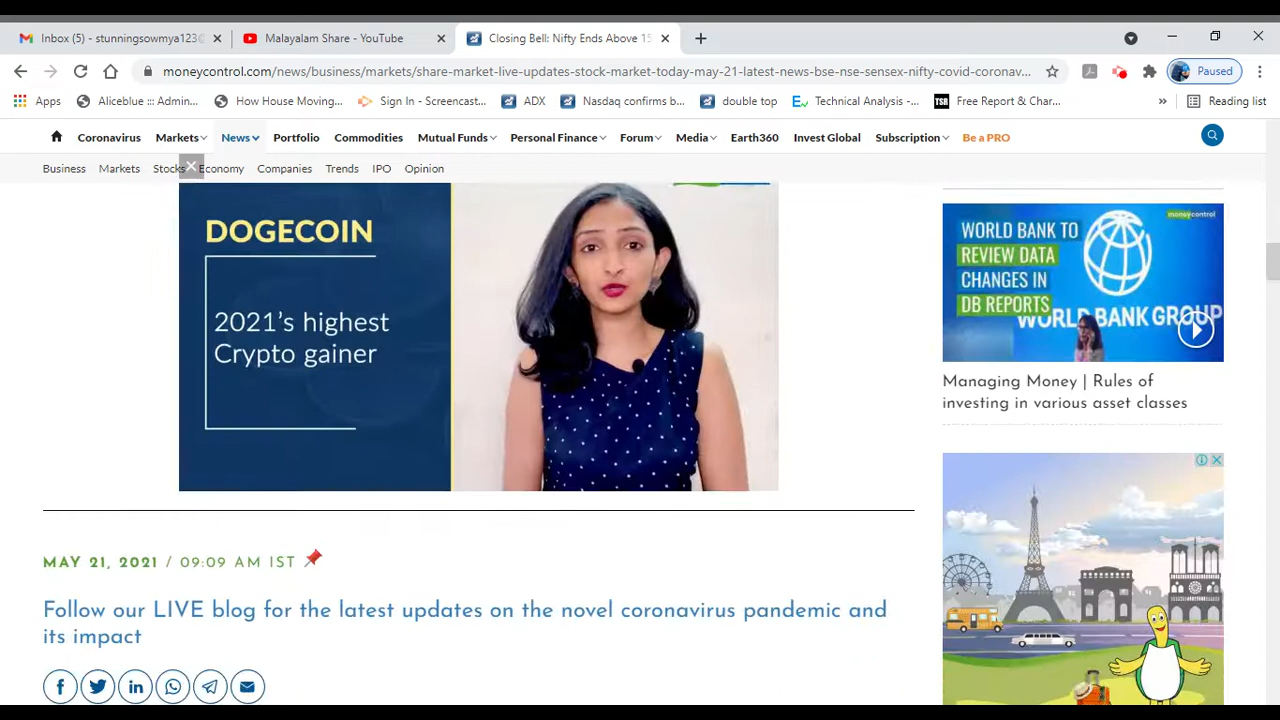 Inbox (5) - stunningsowmya123@
Malayalam Share - YouTube
Closing Bell: Nifty Ends Above 15
moneycontrol.com/news/business/markets/share-market-live-updates-stock-market-today-may-21-latest-news-bse-nse-sensex-nifty-covid-coronav...
Paused
Apps
Aliceblue ::: Admin...
How House Moving...
Sign In - Screencast...
ADX
Nasdaq confirms b...
double top
Technical Analysis -...
TSR Free Report & Char...
»
Reading list
Coronavirus Markets News Portfolio Commodities Mutual Funds Personal Finance Forum Media Earth360 Invest Global Subscription Be a PRO
Business Markets Stocks Economy Companies Trends IPO Opinion
DOGECOIN
2021's highest
Crypto gainer
moneycontrol
WORLD BANK TO
REVIEW DATA
CHANGES IN
DB REPORTS
WORLD BANK GROUP
Managing Money | Rules of
investing in various asset classes
MAY 21, 2021 / 09:09 AM IST
Follow our LIVE blog for the latest updates on the novel coronavirus pandemic and
its impact